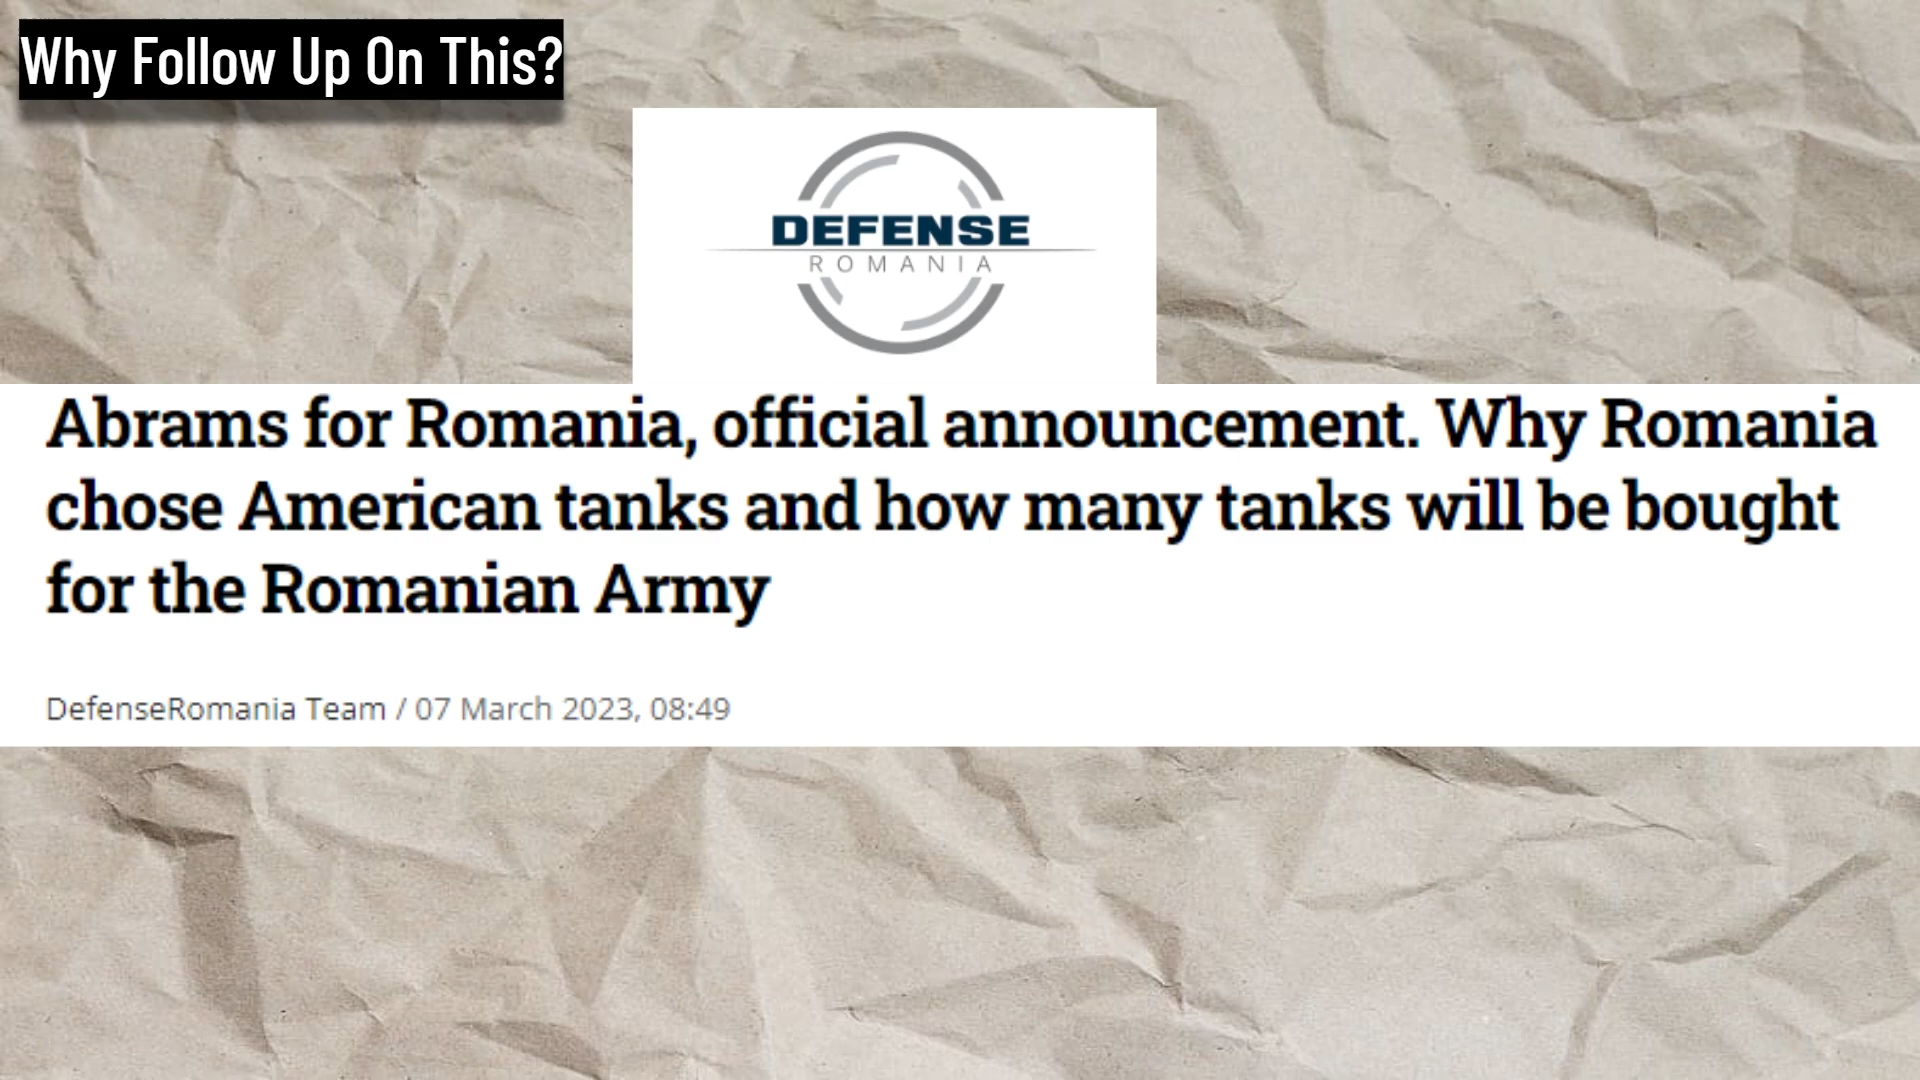 Why Follow Up On This?
DEFENSE
ROMANIA
Abrams for Romania, official announcement. Why Romania
chose American tanks and how many tanks will be bought
for the Romanian Army
DefenseRomania Team / 07 March 2023, 08:49